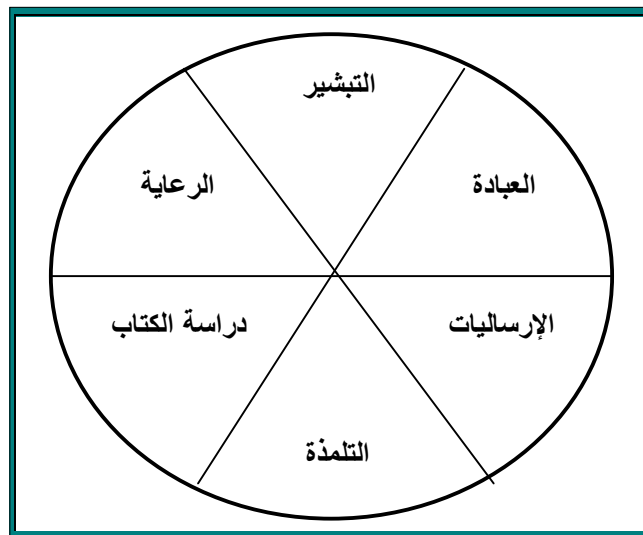 التبشير
العبادة
الرعاية
الإرساليات
دراسة الكتاب
التلمذة